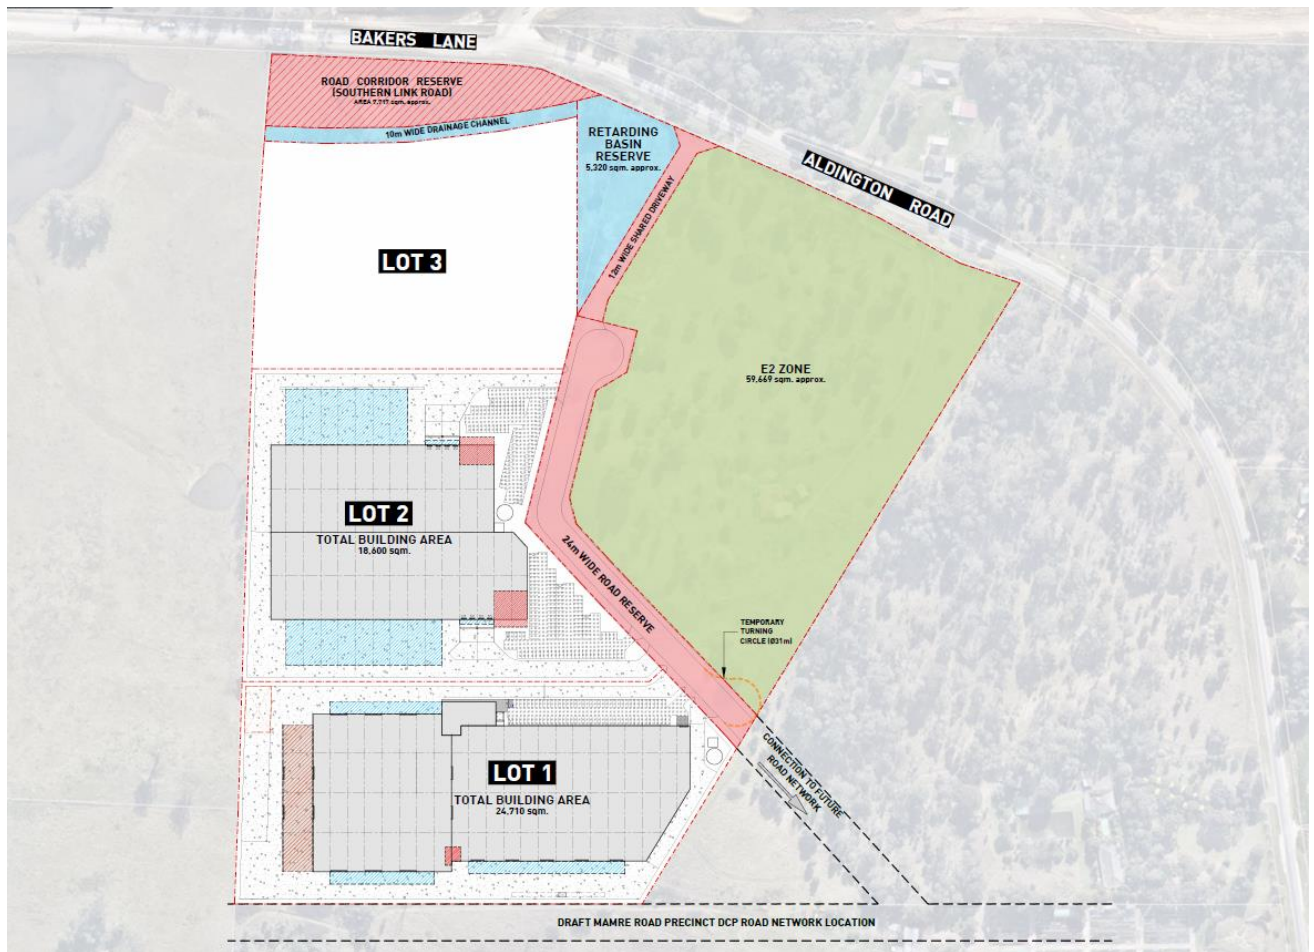 BAKERS LANE
ROAD CORRIDOR RESERVE
(SOUTHERN LINK ROAD)
AREA 7,717 sqm. approx.
10m WIDE DRAINAGE CHANNEL
RETARDING
BASIN
RESERVE
5,320 sqm. approx.
ALDINGTON ROAD
12m WIDE SHARED DRIVEWAY
LOT 3
E2 ZONE
59,669 sqm. approx.
LOT 2
TOTAL BUILDING AREA
18,600 sqm.
24m WIDE ROAD RESERVE
TEMPORARY
TURNING
CIRCLE (Ø31m)
LOT 1
TOTAL BUILDING AREA
24,710 sqm.
CONNECTION TO FUTURE
ROAD NETWORK
DRAFT MAMRE ROAD PRECINCT DCP ROAD NETWORK LOCATION